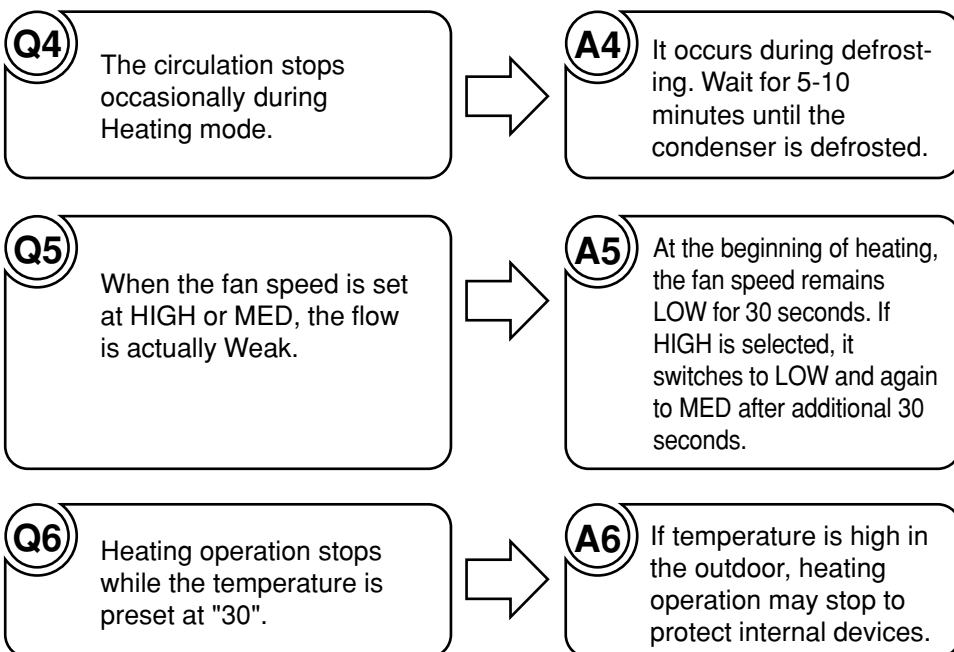 Q4
The circulation stops
occasionally during
Heating mode.
A4
It occurs during defrost-
ing. Wait for 5-10
minutes until the
condenser is defrosted.
Q5
When the fan speed is set
at HIGH or MED, the flow
is actually Weak.
A5
At the beginning of heating,
the fan speed remains
LOW for 30 seconds. If
HIGH is selected, it
switches to LOW and again
to MED after additional 30
seconds.
Q6
Heating operation stops
while the temperature is
preset at "30".
A6
If temperature is high in
the outdoor, heating
operation may stop to
protect internal devices.